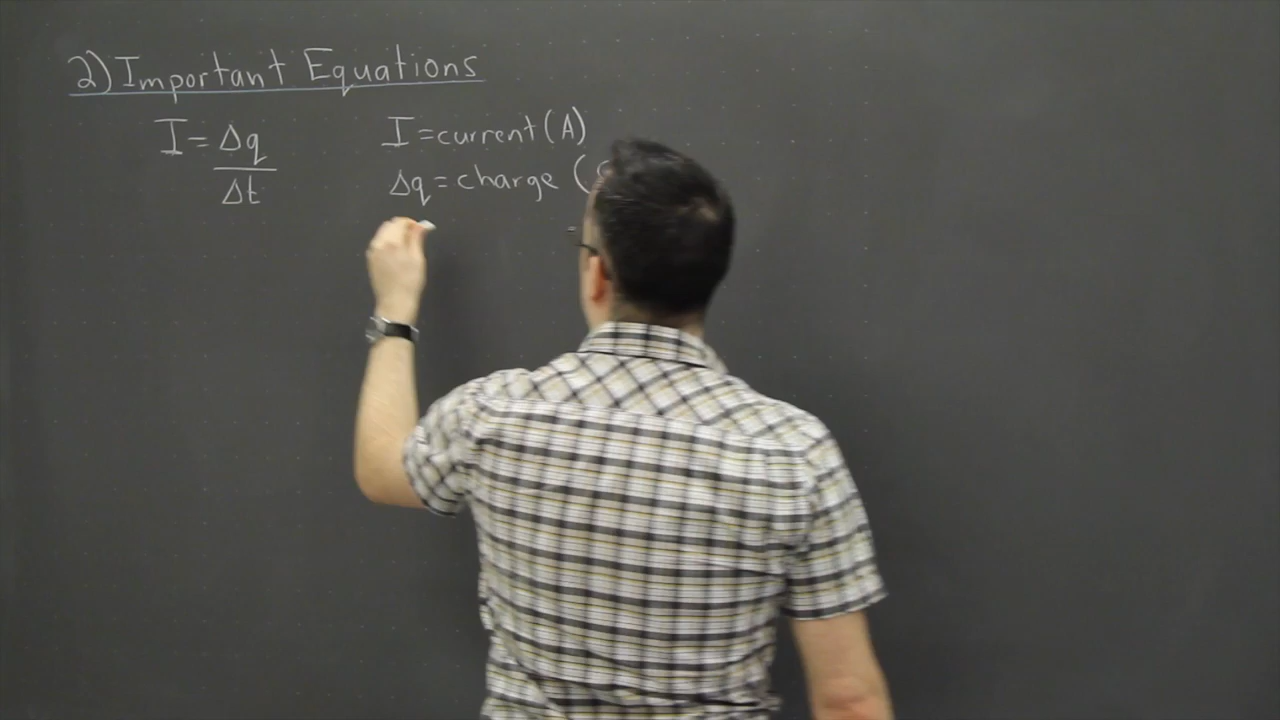 2) Important Equations
I = Δq
Δt
I = current (A)
Δq = charge (